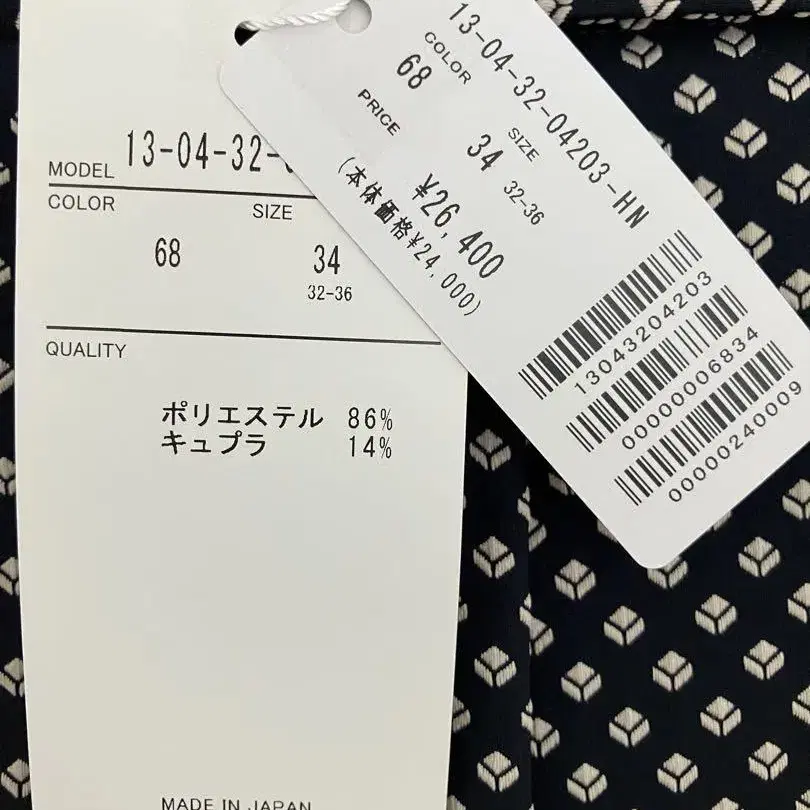 MODEL 13-04-32-
COLOR SIZE
68 34
32-36
QUALITY
ポリエステル 86%
キュプラ 14%
MADE IN JAPAN
13-04-32-04203-HN
COLOR SIZE
68 34 32-36
PRICE
¥26,400
(本体価格¥24,000)
13043204203
00000006834
00000240009